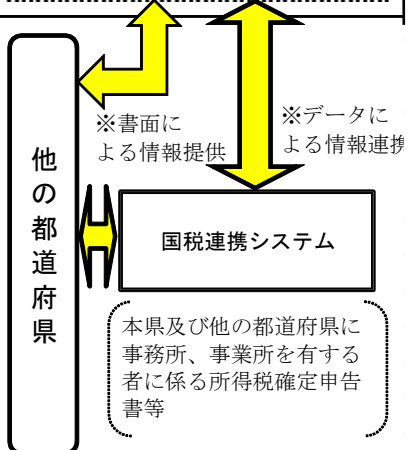 ※書面に
よる情報提供
※データに
よる情報連携
他の都道府県
国税連携システム
本県及び他の都道府県に
事務所、事業所を有する
者に係る所得税確定申告
書等